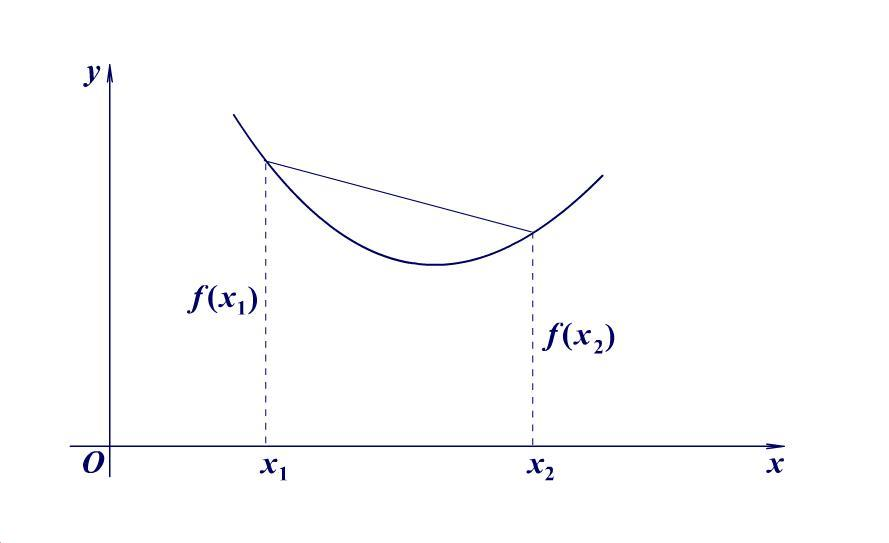 y
f(x₁)
f(x₂)
O
x₁
x₂
x